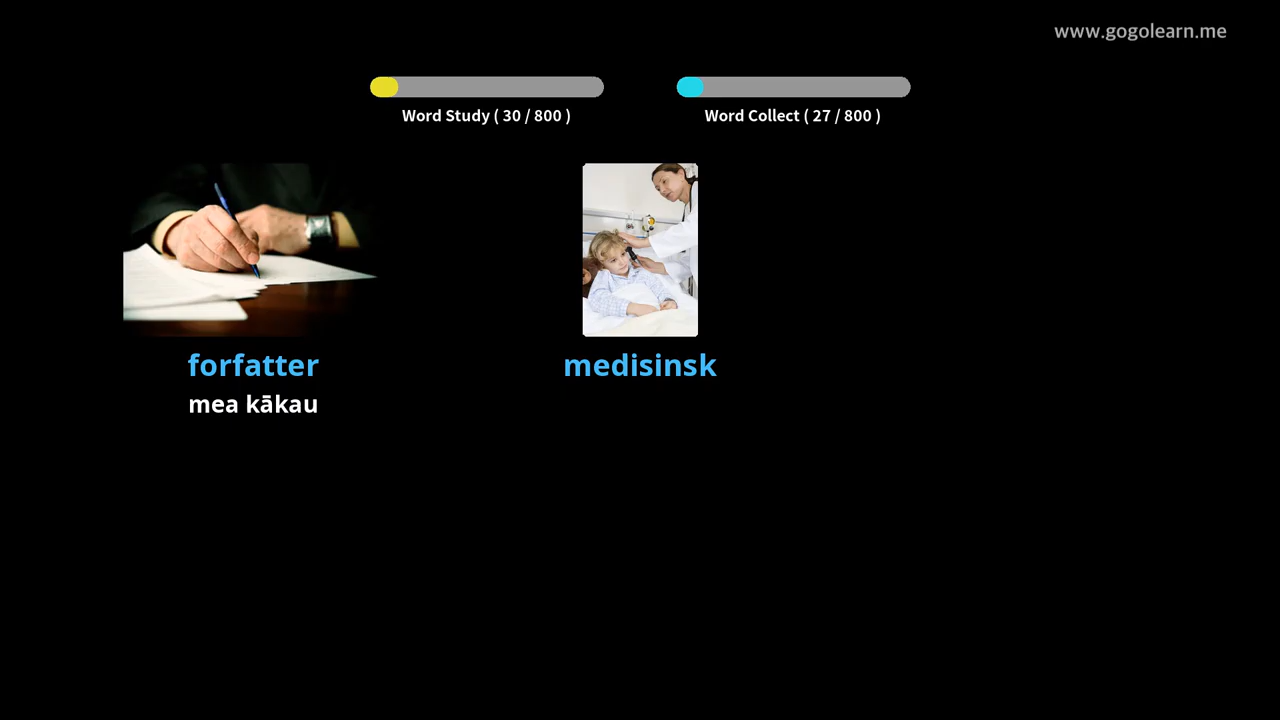 www.gogolearn.me
Word Study ( 30 / 800 )
Word Collect ( 27 / 800 )
forfatter
mea kākau
medisinsk